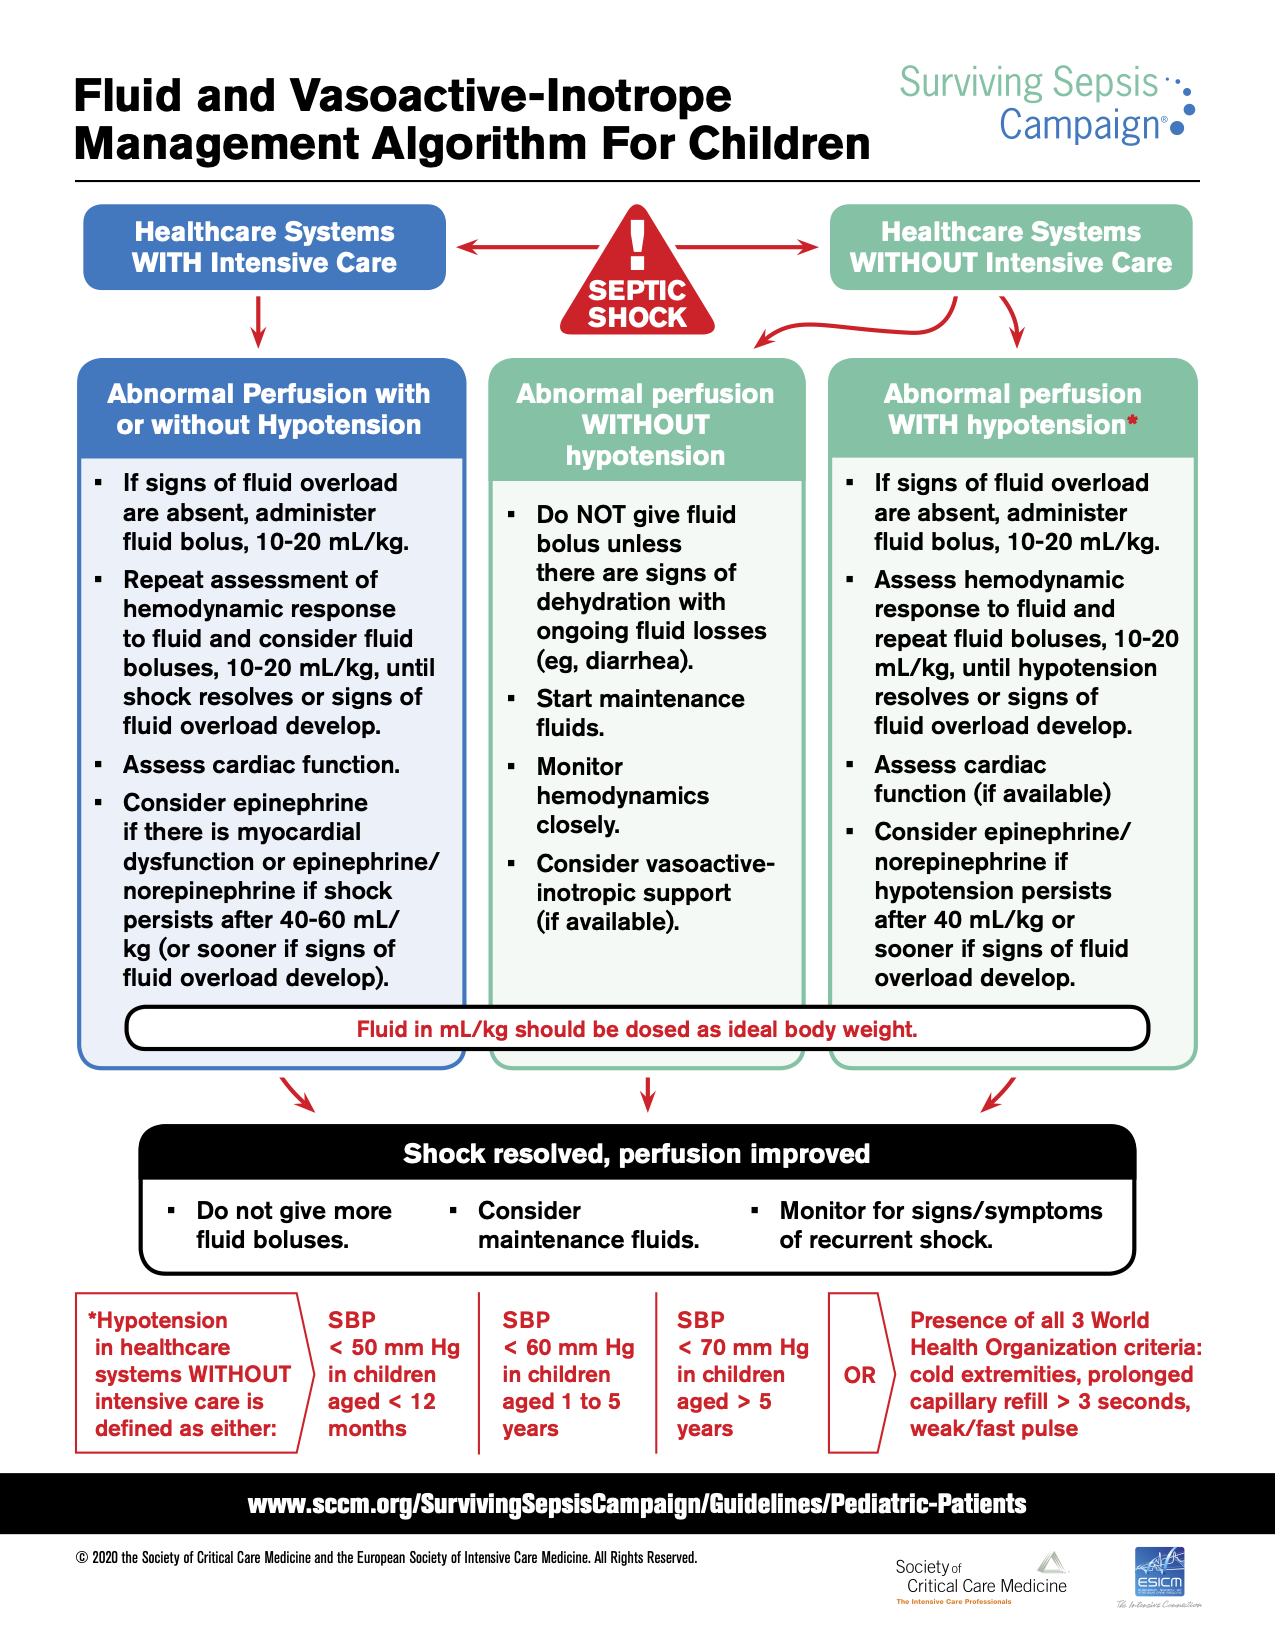 Fluid and Vasoactive-Inotrope
Management Algorithm For Children
Surviving Sepsis
Campaign®
Healthcare Systems
WITH Intensive Care
!
SEPTIC
SHOCK
Healthcare Systems
WITHOUT Intensive Care
Abnormal Perfusion with
or without Hypotension
▪ If signs of fluid overload
are absent, administer
fluid bolus, 10-20 mL/kg.
▪ Repeat assessment of
hemodynamic response
to fluid and consider fluid
boluses, 10-20 mL/kg, until
shock resolves or signs of
fluid overload develop.
▪ Assess cardiac function.
▪ Consider epinephrine
if there is myocardial
dysfunction or epinephrine/
norepinephrine if shock
persists after 40-60 mL/
kg (or sooner if signs of
fluid overload develop).
Abnormal perfusion
WITHOUT
hypotension
▪ Do NOT give fluid
bolus unless
there are signs of
dehydration with
ongoing fluid losses
(eg, diarrhea).
▪ Start maintenance
fluids.
▪ Monitor
hemodynamics
closely.
▪ Consider vasoactive-
inotropic support
(if available).
Abnormal perfusion
WITH hypotension*
▪ If signs of fluid overload
are absent, administer
fluid bolus, 10-20 mL/kg.
▪ Assess hemodynamic
response to fluid and
repeat fluid boluses, 10-20
mL/kg, until hypotension
resolves or signs of
fluid overload develop.
▪ Assess cardiac
function (if available)
▪ Consider epinephrine/
norepinephrine if
hypotension persists
after 40 mL/kg or
sooner if signs of fluid
overload develop.
Fluid in mL/kg should be dosed as ideal body weight.
Shock resolved, perfusion improved
▪ Do not give more
fluid boluses.
▪ Consider
maintenance fluids.
▪ Monitor for signs/symptoms
of recurrent shock.
*Hypotension
in healthcare
systems WITHOUT
intensive care is
defined as either:
SBP
< 50 mm Hg
in children
aged < 12
months
SBP
< 60 mm Hg
in children
aged 1 to 5
years
SBP
< 70 mm Hg
in children
aged > 5
years
OR
Presence of all 3 World
Health Organization criteria:
cold extremities, prolonged
capillary refill > 3 seconds,
weak/fast pulse
www.sccm.org/SurvivingSepsisCampaign/Guidelines/Pediatric-Patients
© 2020 the Society of Critical Care Medicine and the European Society of Intensive Care Medicine. All Rights Reserved.
Society of
Critical Care Medicine
The Intensive Care Professionals
ESICM
The Intensive Connection